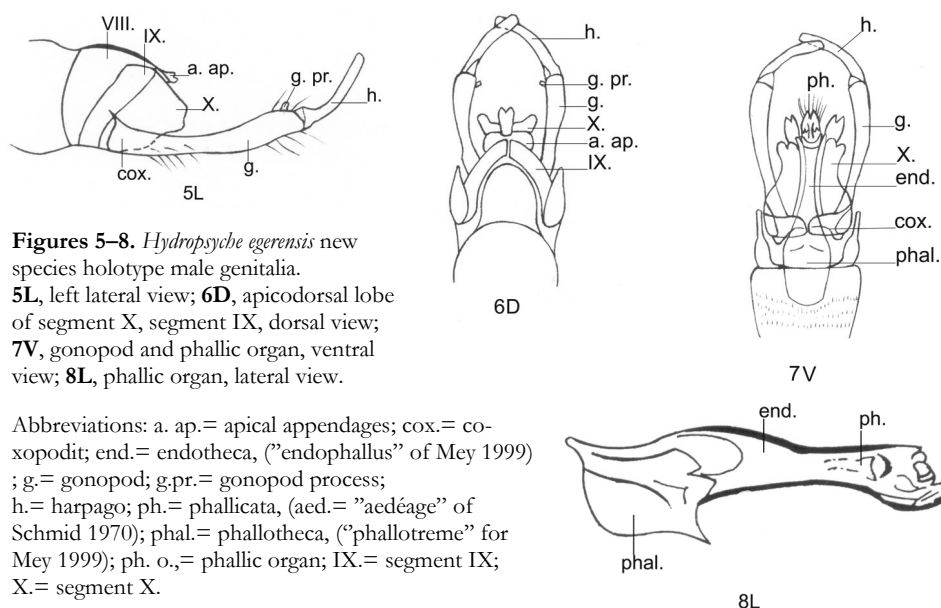 VIII.
IX.
a. ap.
X.
g. pr.
h.
cox.
g.
5L
h.
g. pr.
g.
X.
a. ap.
IX.
6D
h.
ph.
g.
X.
end.
cox.
phal.
7V
Figures 5–8. Hydropsyche egerensis new
species holotype male genitalia.
5L, left lateral view; 6D, apicodorsal lobe
of segment X, segment IX, dorsal view;
7V, gonopod and phallic organ, ventral
view; 8L, phallic organ, lateral view.
Abbreviations: a. ap.= apical appendages; cox.= co-
xopodit; end.= endotheca, (”endophallus” of Mey 1999)
; g.= gonopod; g.pr.= gonopod process;
h.= harpago; ph.= phallicata, (aed.= ”aedéage” of
Schmid 1970); phal.= phallotheca, (“phallotreme” for
Mey 1999); ph. o.,= phallic organ; IX.= segment IX;
X.= segment X.
end.
ph.
phal.
8L